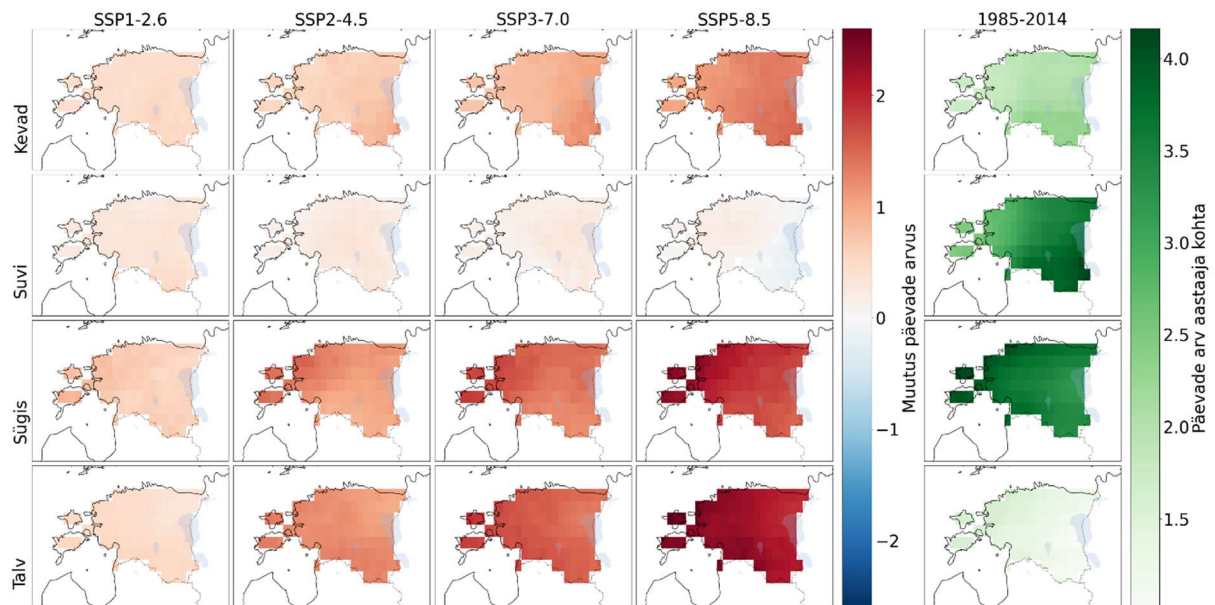 SSP1-2.6 SSP2-4.5 SSP3-7.0 SSP5-8.5 1985-2014
Kevad
Suvi
Sügis
Talv
2
1
0
−1
−2
Muutus päevade arvus
4.0
3.5
3.0
2.5
2.0
1.5
Päevade arv aastaaja kohta